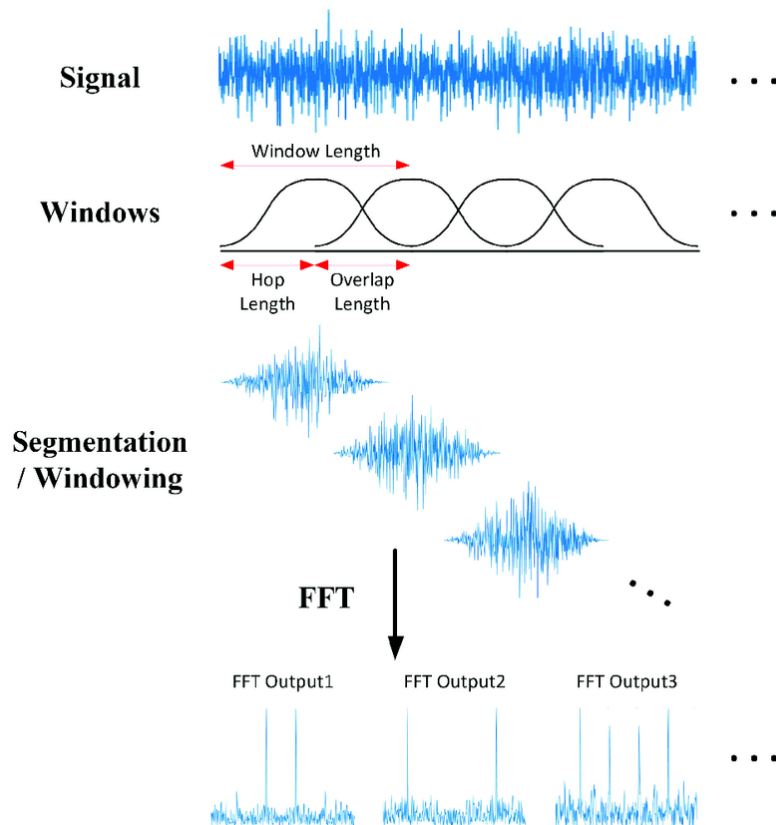 Signal
Window Length
Windows
Hop
Length
Overlap
Length
Segmentation
/ Windowing
FFT
FFT Output1
FFT Output2
FFT Output3